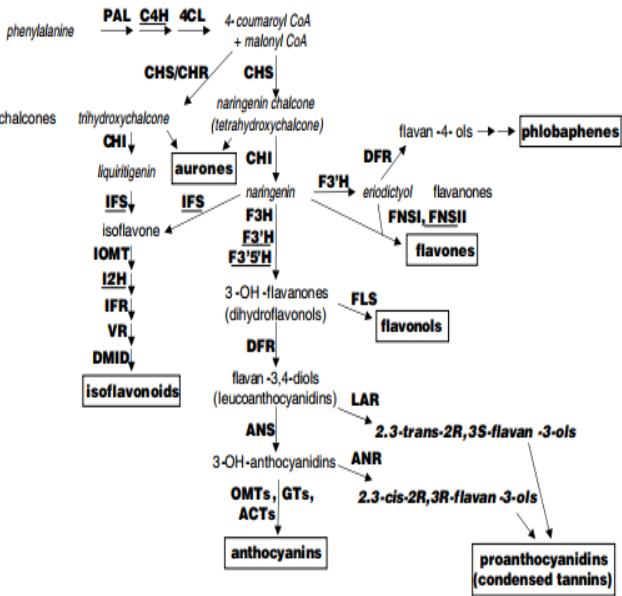 PAL C4H 4CL
phenylalanine
4- coumaroyl CoA
+ malonyl CoA
CHS/CHR CHS
chalcones trihydroxychalcone
naringenin chalcone
(tetrahydroxychalcone)
flavan -4- ols phlobaphenes
CHI
aurones
CHI
DFR
liquiritigenin
F3'H
naringenin eriodictyol flavanones
IFS IFS
FNSI, FNSII
isoflavone
F3H
F3'H
F3'5'H
flavones
IOMT
I2H
IFR
VR
DMID
isoflavonoids
3 -OH -flavanones
(dihydroflavonols)
FLS
flavonols
DFR
flavan -3,4-diols
(leucoanthocyanidins) LAR
ANS
2.3-trans-2R,3S-flavan -3-ols
3 -OH-anthocyanidins ANR
OMTs, GTs,
ACTs
2.3-cis-2R,3R-flavan -3-ols
anthocyanins
proanthocyanidins
(condensed tannins)